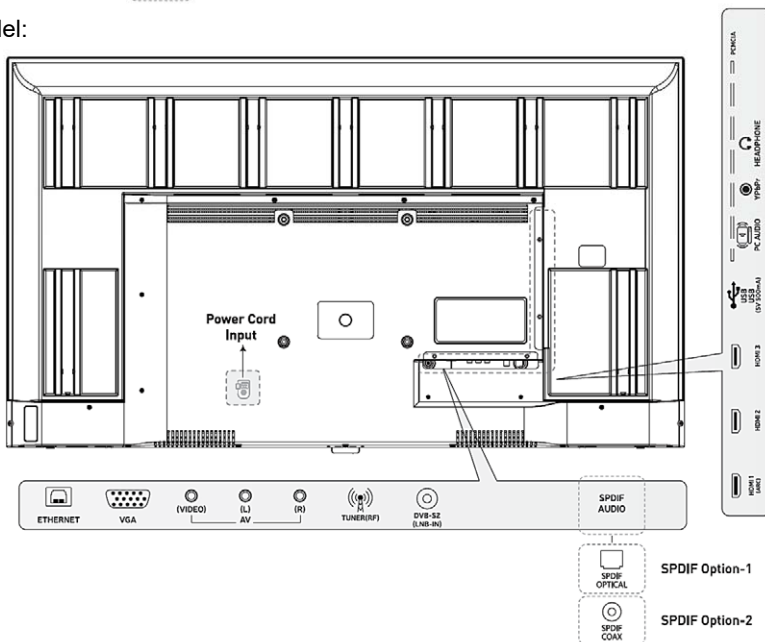 del:
Power Cord
Input
PCMCIA
HEADPHONE
YPbPr
PC AUDIO
USB
USB
(5V 500mA)
HDMI 3
HDMI 2
HDMI 1
(ARC)
ETHERNET
VGA
(VIDEO)
(L)
(R)
AV
TUNER(RF)
DVB-S2
(LNB-IN)
SPDIF
AUDIO
SPDIF
OPTICAL
SPDIF Option-1
SPDIF
COAX
SPDIF Option-2